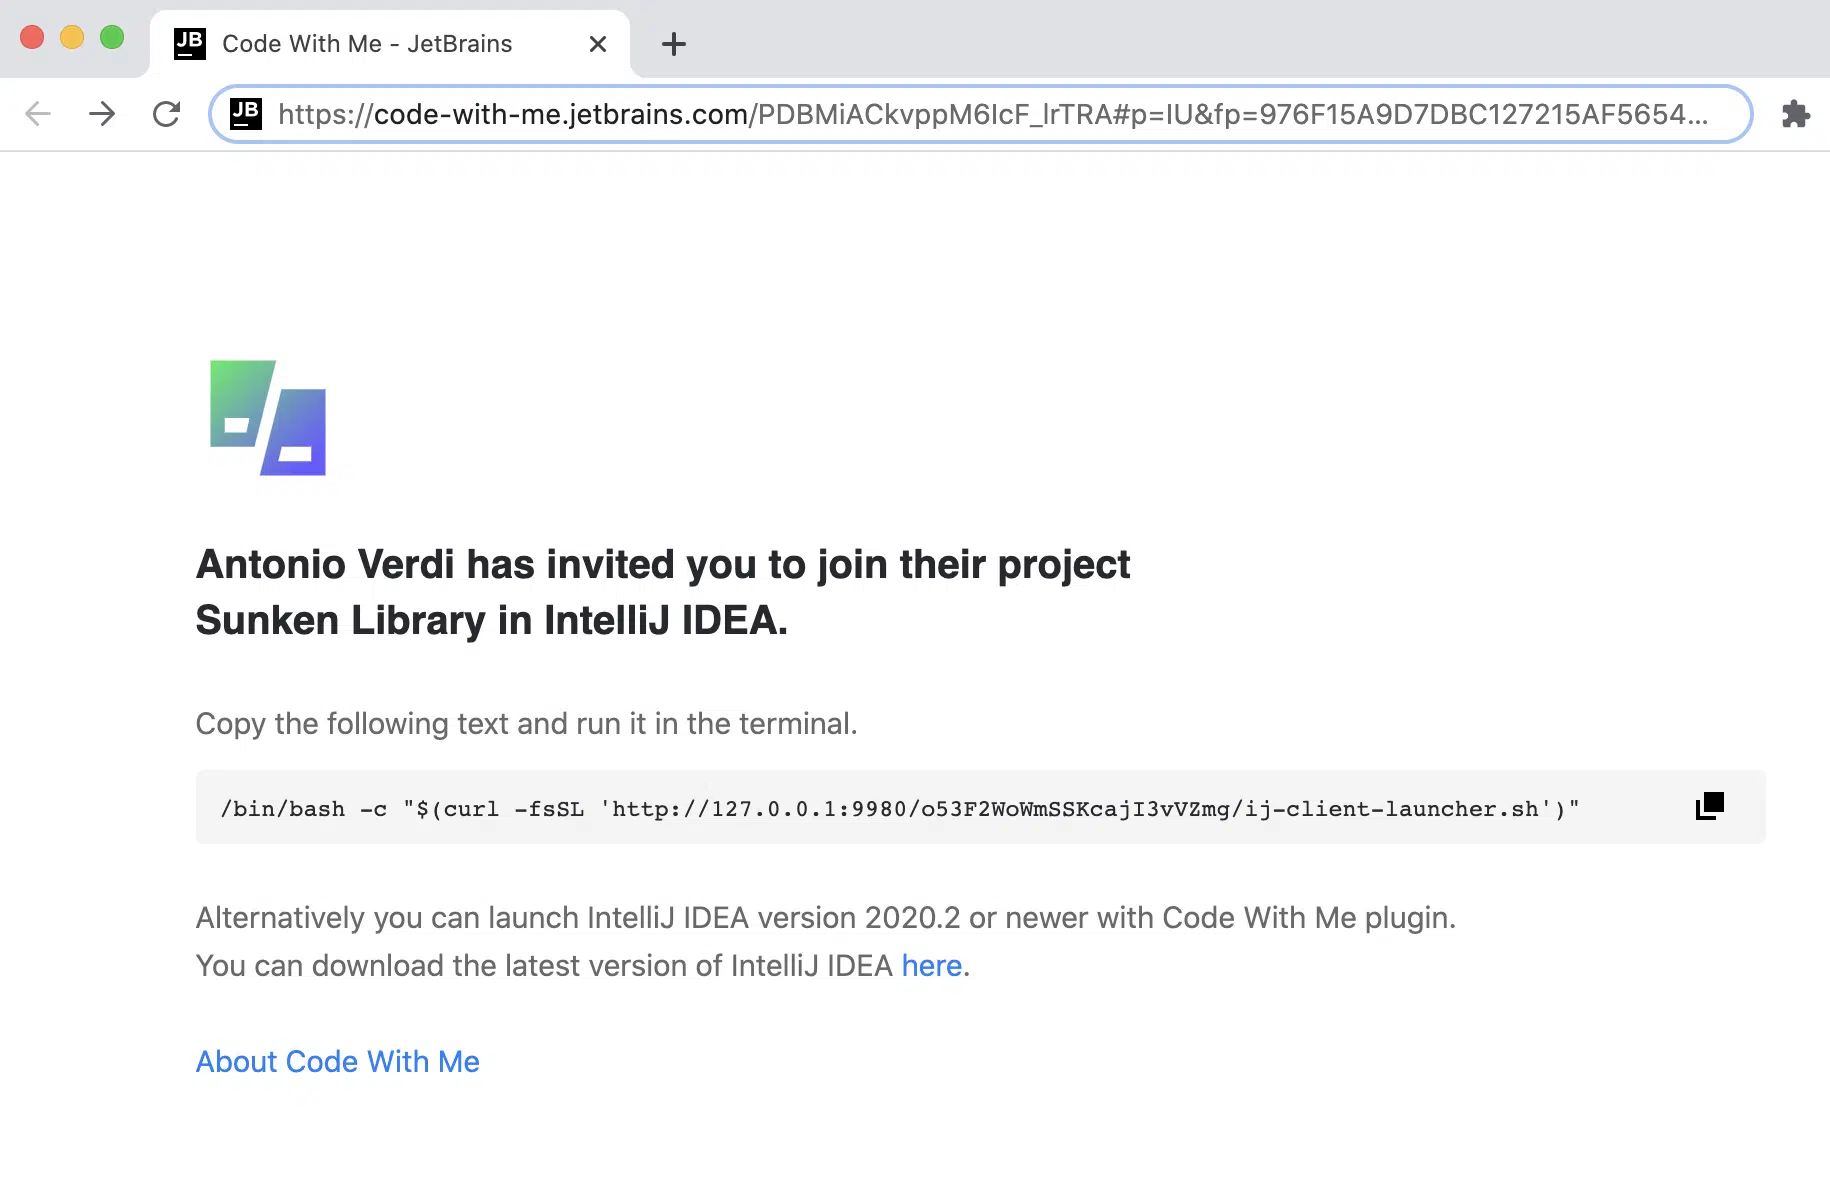 JB Code With Me - JetBrains
JB https://code-with-me.jetbrains.com/PDBMiACkvppM6IcF_lrTRA#p=IU&fp=976F15A9D7DBC127215AF5654...
Antonio Verdi has invited you to join their project
Sunken Library in IntelliJ IDEA.
Copy the following text and run it in the terminal.
/bin/bash -c "$(curl -fsSL 'http://127.0.0.1:9980/o53F2WoWmSSKcajI3vVZmg/ij-client-launcher.sh')"
Alternatively you can launch IntelliJ IDEA version 2020.2 or newer with Code With Me plugin.
You can download the latest version of IntelliJ IDEA here.
About Code With Me